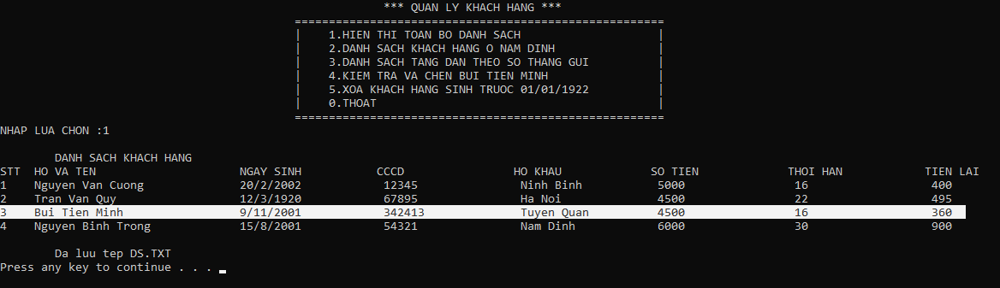 *** QUAN LY KHACH HANG ***
======================================================
|    1.HIEN THI TOAN BO DANH SACH                    |
|    2.DANH SACH KHACH HANG O NAM DINH               |
|    3.DANH SACH TANG DAN THEO SO THANG GUI          |
|    4.KIEM TRA VA CHEN BUI TIEN MINH                |
|    5.XOA KHACH HANG SINH TRUOC 01/01/1922          |
|    0.THOAT                                         |
======================================================
NHAP LUA CHON :1
DANH SACH KHACH HANG
STT  HO VA TEN  NGAY SINH  CCCD  HO KHAU  SO TIEN  THOI HAN  TIEN LAI
1  Nguyen Van Cuong  20/2/2002  12345  Ninh Binh  5000  16  400
2  Tran Van Quy  12/3/1920  67895  Ha Noi  4500  22  495
3  Bui Tien Minh  9/11/2001  342413  Tuyen Quan  4500  16  360
4  Nguyen Binh Trong  15/8/2001  54321  Nam Dinh  6000  30  900
Da luu tep DS.TXT
Press any key to continue . . .